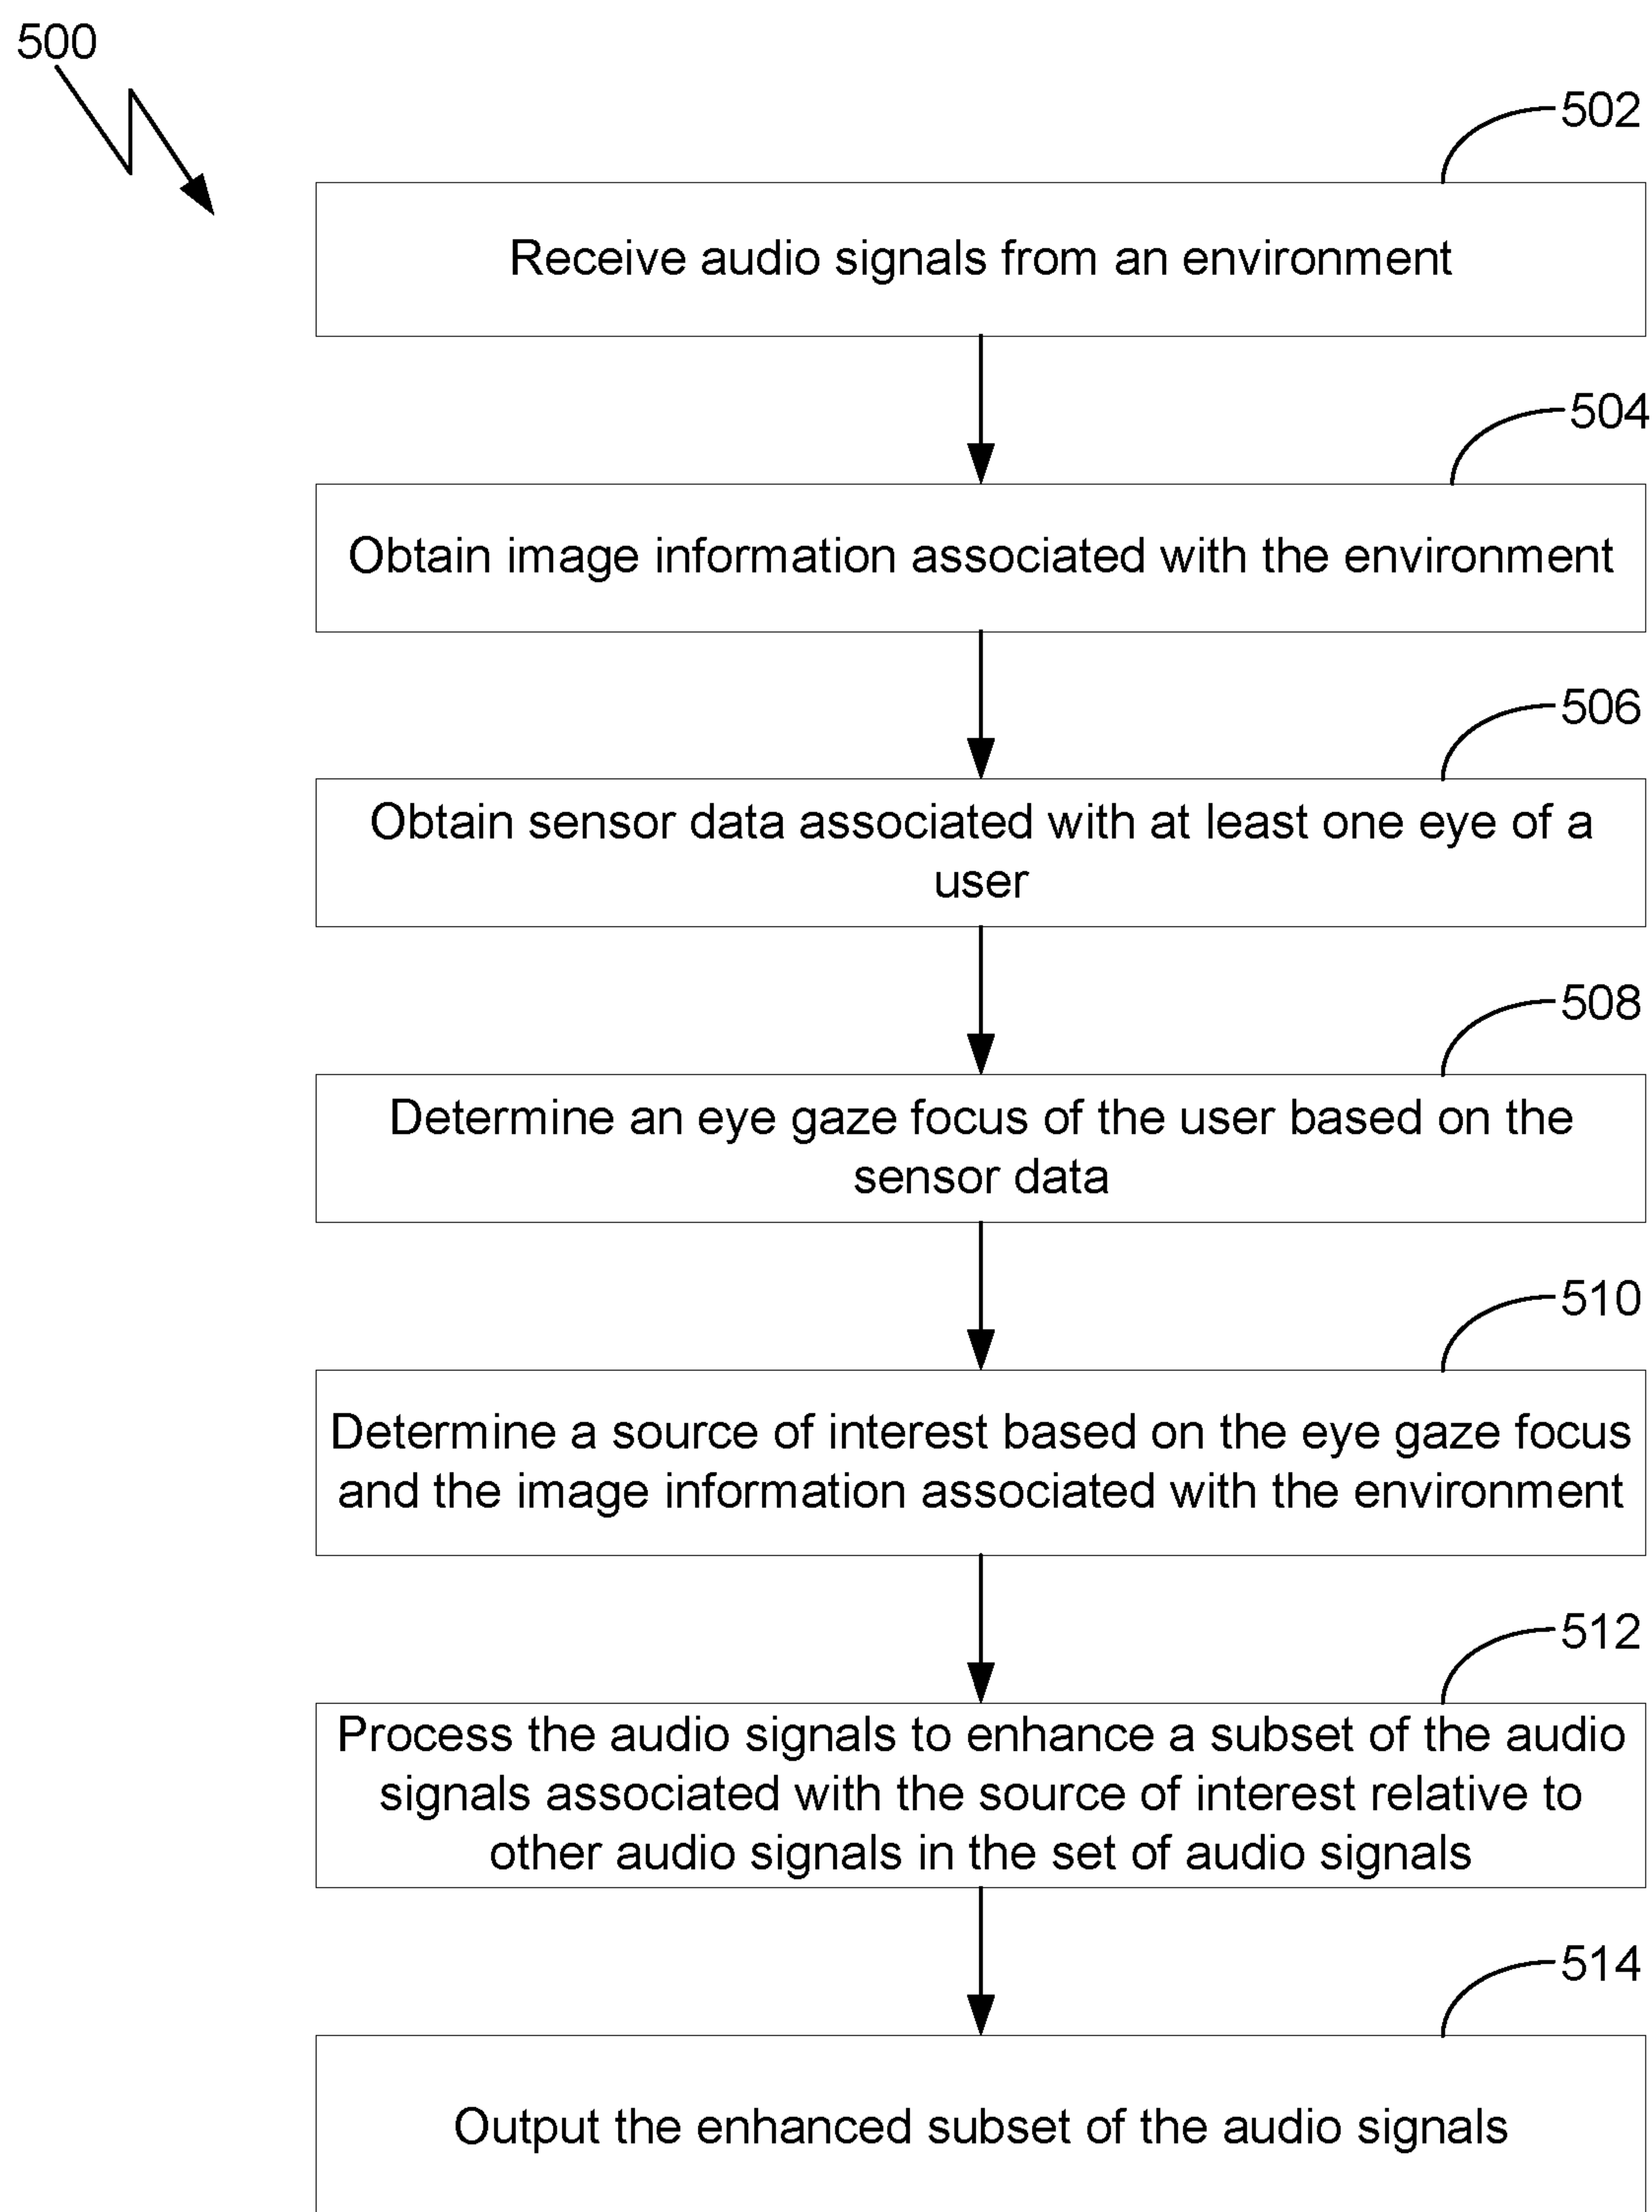 500
502
Receive audio signals from an environment
504
Obtain image information associated with the environment
506
Obtain sensor data associated with at least one eye of a
user
508
Determine an eye gaze focus of the user based on the
sensor data
510
Determine a source of interest based on the eye gaze focus
and the image information associated with the environment
512
Process the audio signals to enhance a subset of the audio
signals associated with the source of interest relative to
other audio signals in the set of audio signals
514
Output the enhanced subset of the audio signals